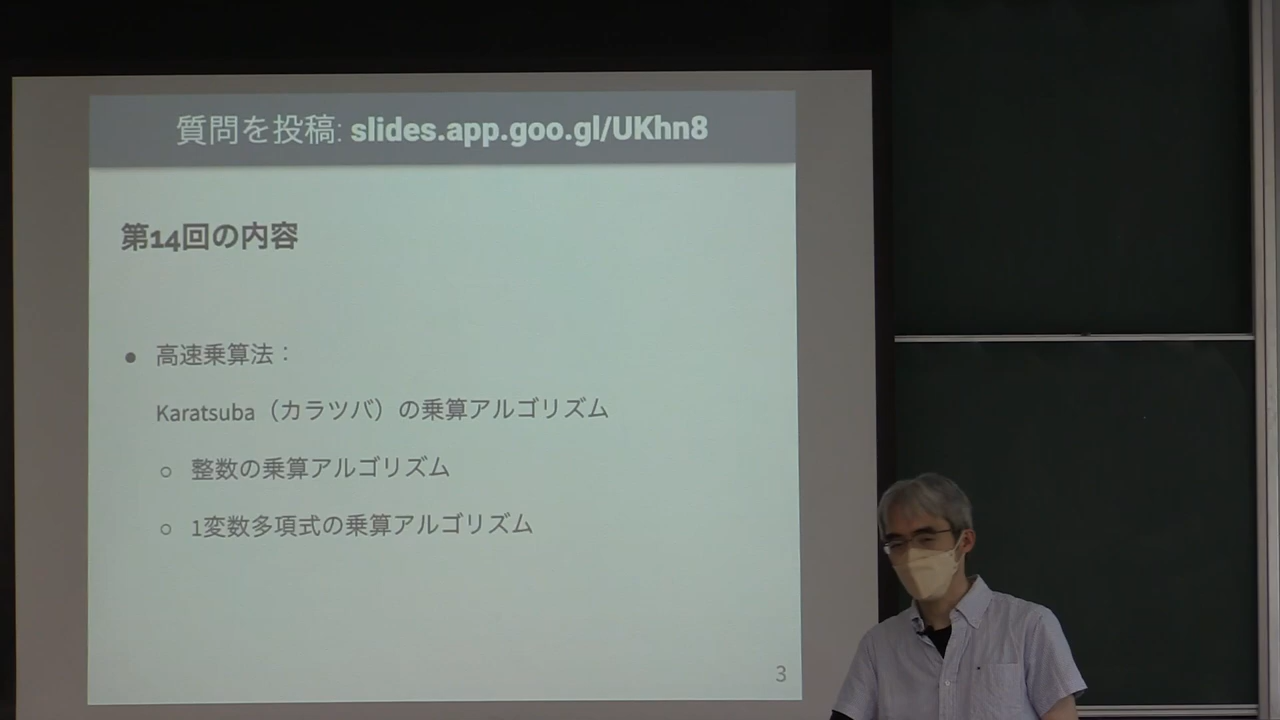 質問を投稿: slides.app.goo.gl/UKhn8
第14回の内容
● 高速乗算法：
Karatsuba（カラツバ）の乗算アルゴリズム
○ 整数の乗算アルゴリズム
○ 1変数多項式の乗算アルゴリズム
3